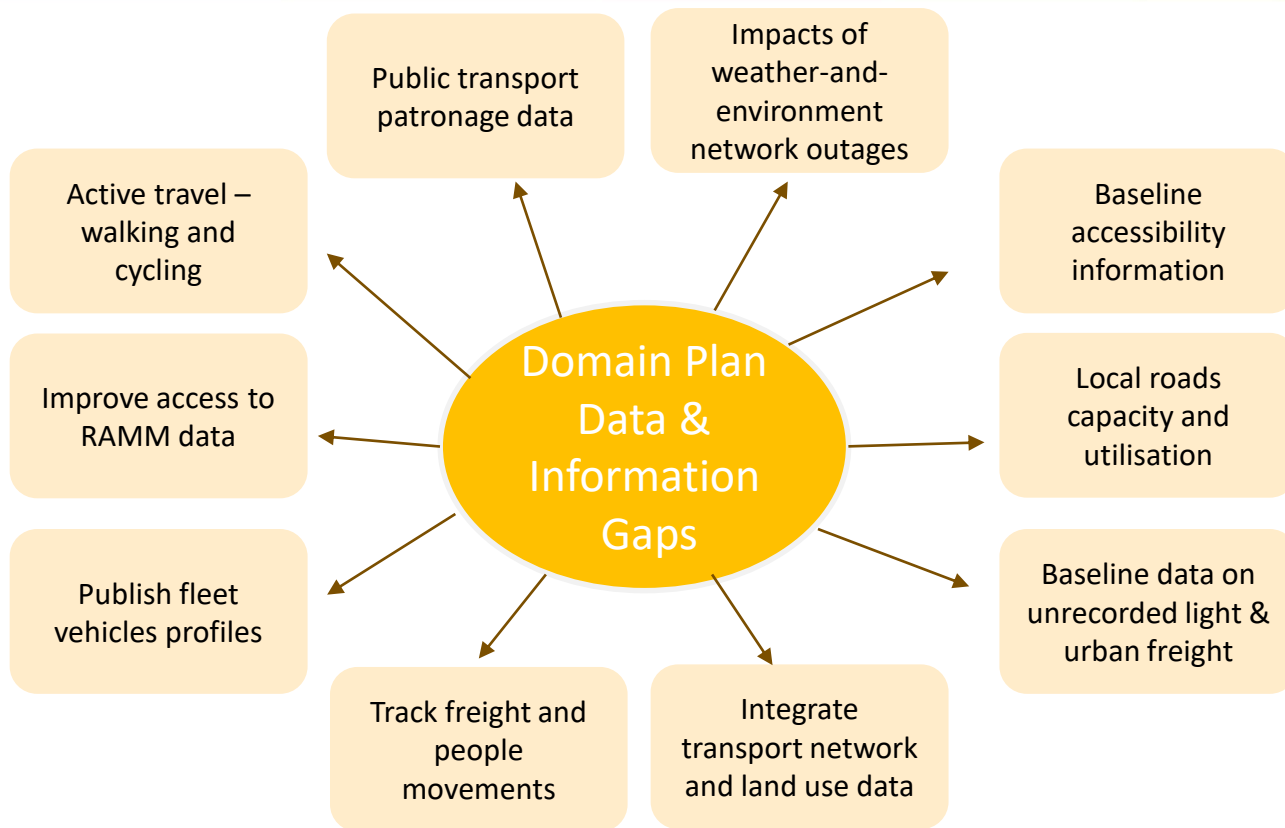 Public transport
patronage data
Impacts of
weather-and-
environment
network outages
Active travel –
walking and
cycling
Baseline
accessibility
information
Domain Plan
Data &
Information
Gaps
Improve access to
RAMM data
Local roads
capacity and
utilisation
Publish fleet
vehicles profiles
Baseline data on
unrecorded light &
urban freight
Track freight and
people
movements
Integrate
transport network
and land use data